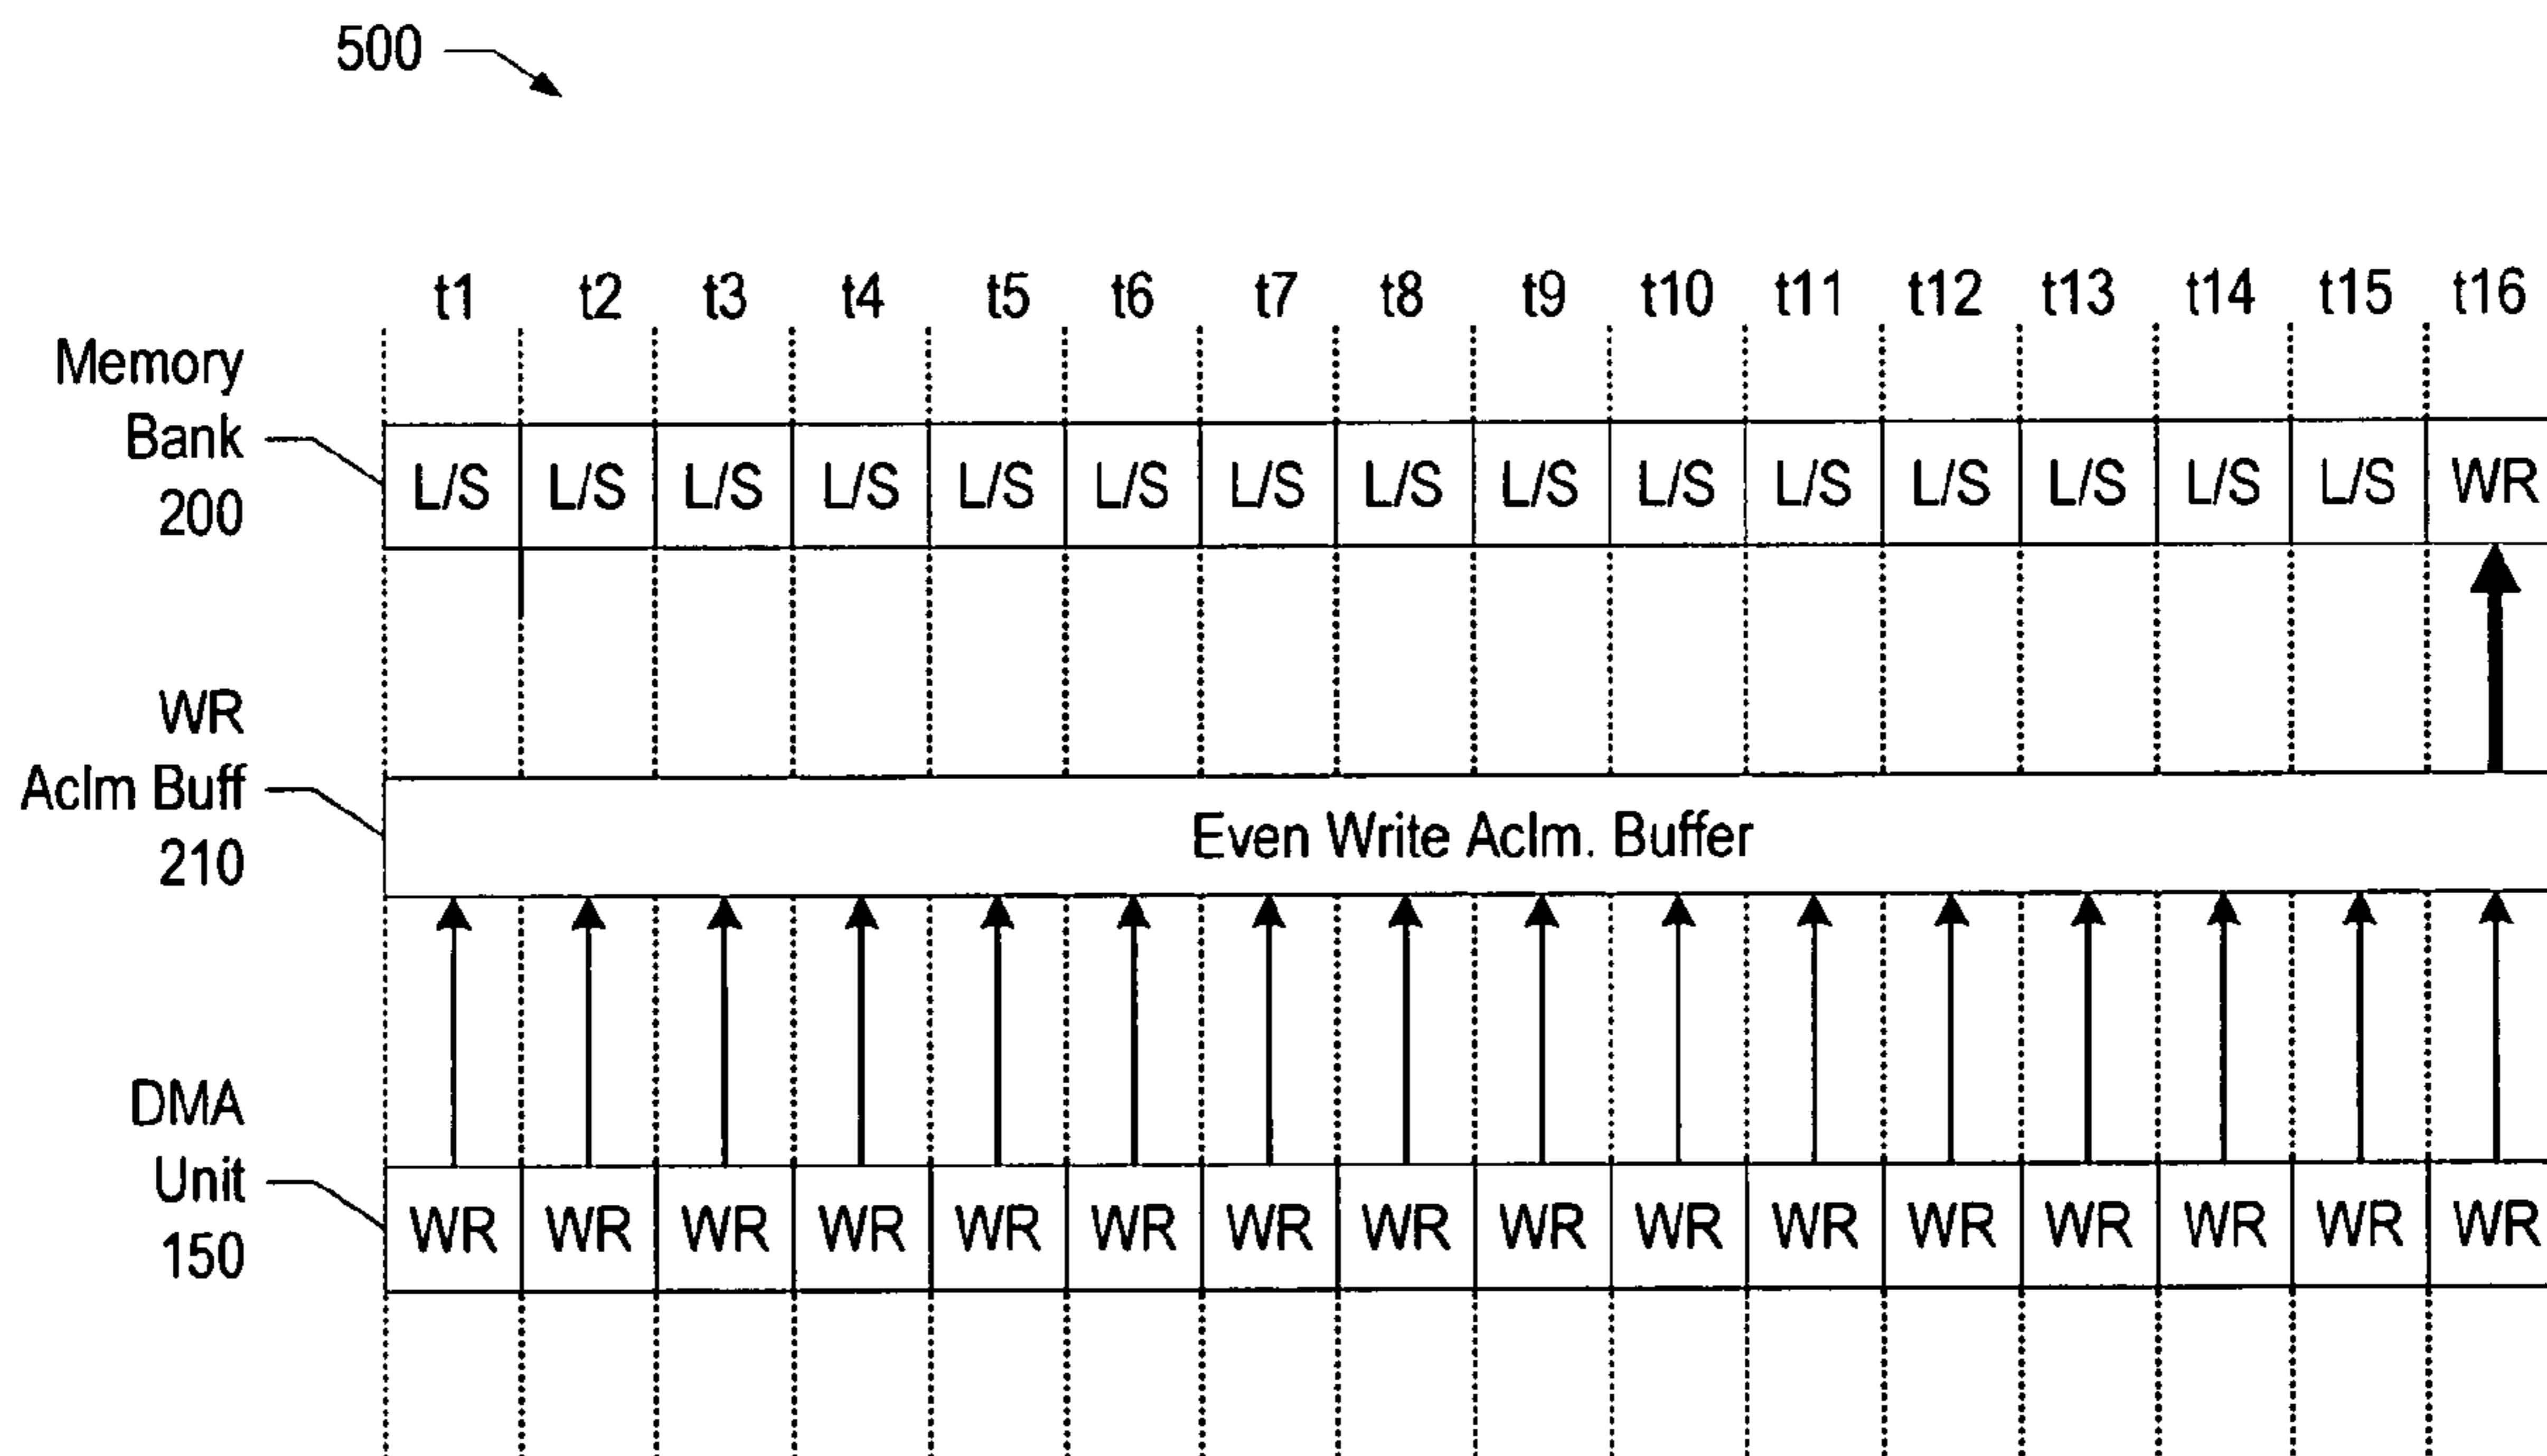 500
t1 t2 t3 t4 t5 t6 t7 t8 t9 t10 t11 t12 t13 t14 t15 t16
Memory
Bank
200
L/S L/S L/S L/S L/S L/S L/S L/S L/S L/S L/S L/S L/S L/S L/S WR
WR
Aclm Buff
210
Even Write Aclm. Buffer
DMA
Unit
150
WR WR WR WR WR WR WR WR WR WR WR WR WR WR WR WR